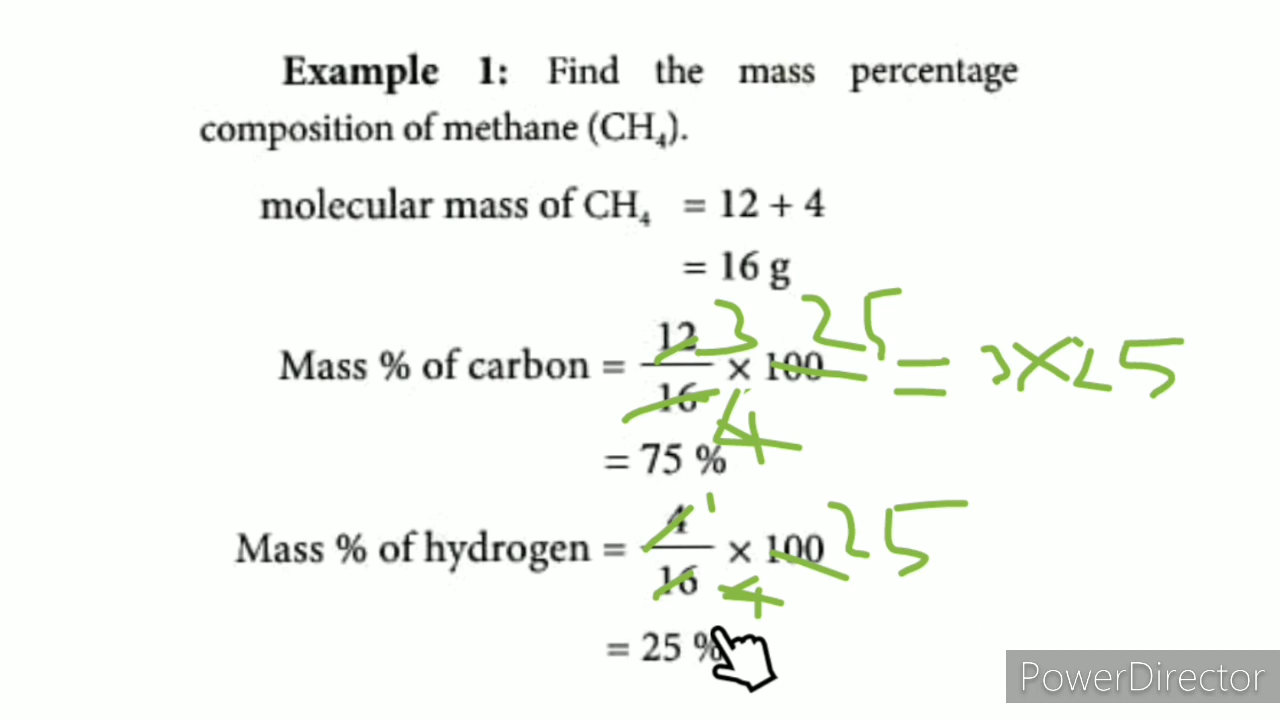 Example 1: Find the mass percentage
composition of methane (CH₄).
molecular mass of CH₄ = 12 + 4
= 16 g
3 25
Mass % of carbon = 12/16 × 100 = 3×25
4
= 75 %
1
Mass % of hydrogen = 4/16 × 100 25
4
= 25 %
PowerDirector